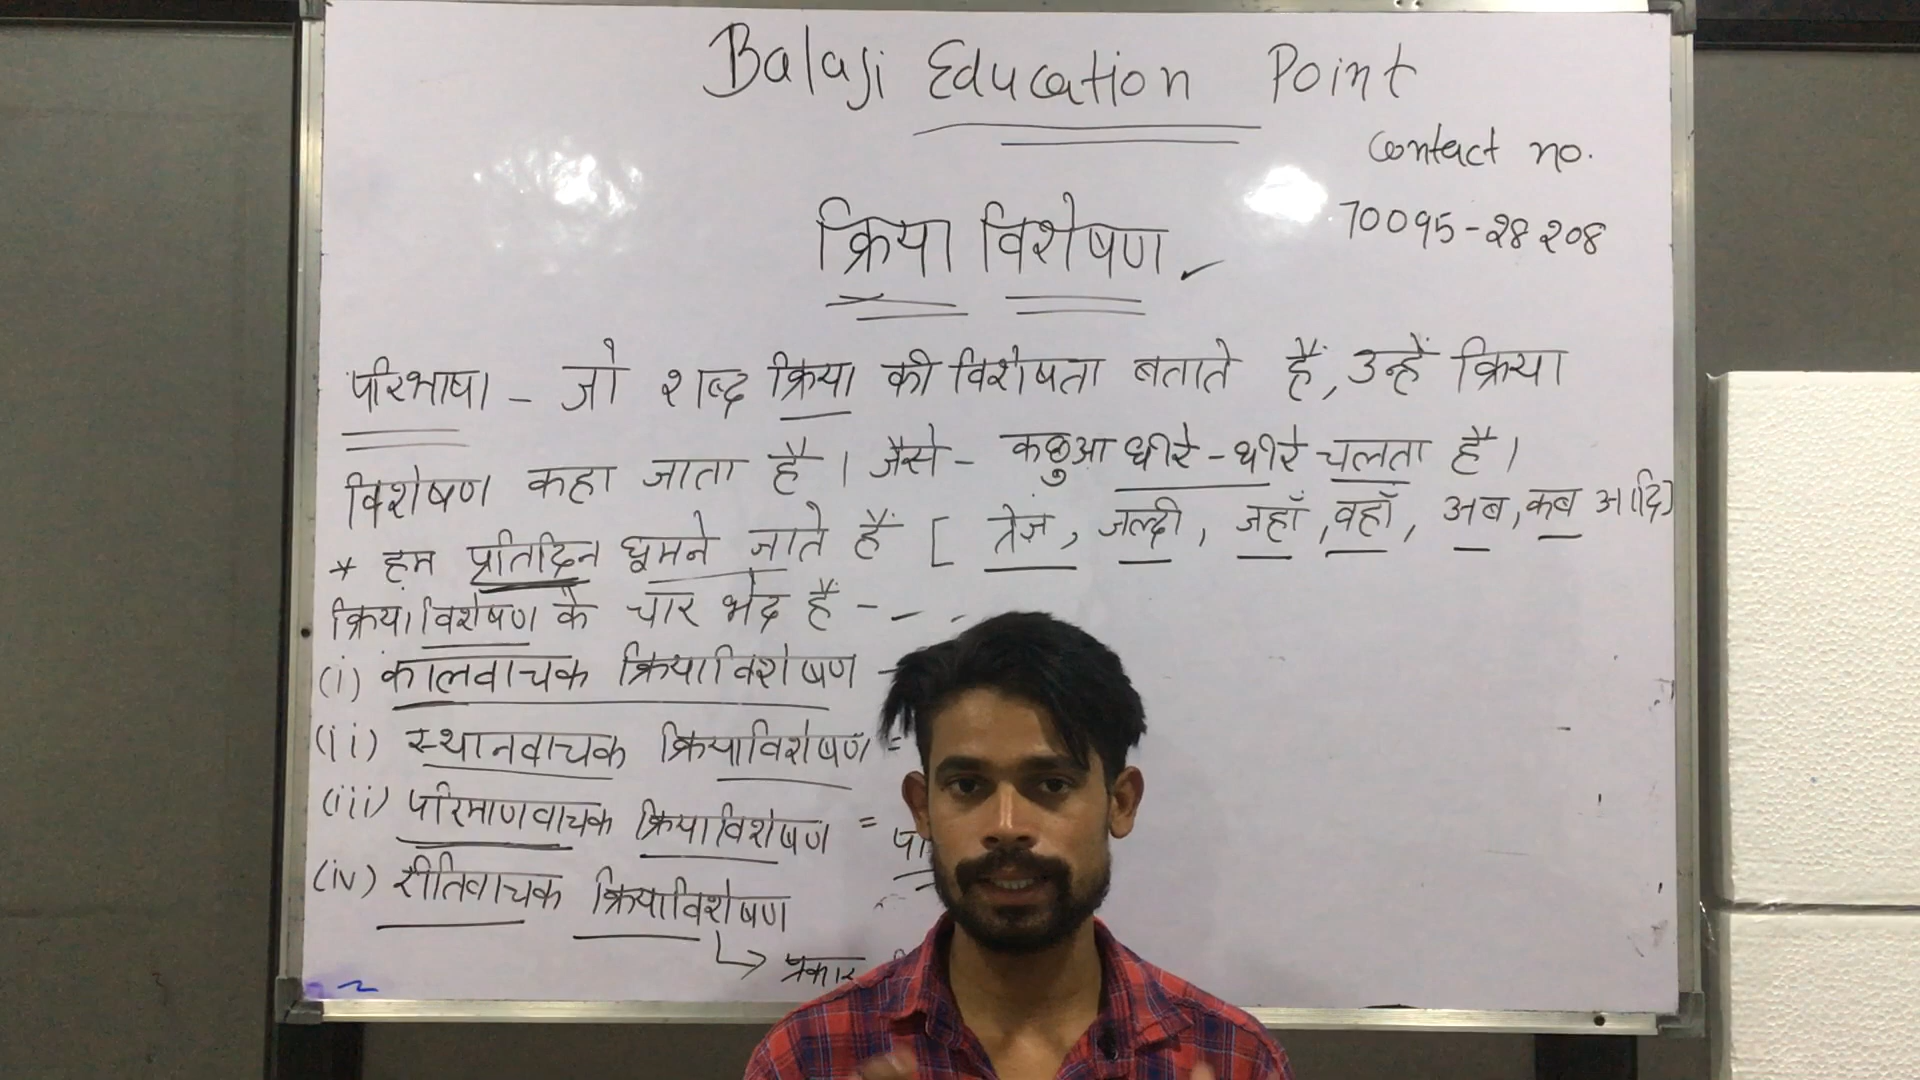 Balaji Education Point
Contact no.
70095-28208
क्रिया विशेषण
परिभाषा - जो शब्द क्रिया की विशेषता बताते हैं, उन्हें क्रिया
विशेषण कहा जाता है। जैसे - कछुआ धीरे-धीरे चलता है।
* हम प्रतिदिन घूमने जाते हैं [ तेज़, जल्दी, जहाँ, वहाँ, अब, कब आदि]
क्रियाविशेषण के चार भेद हैं -
(i) कालवाचक क्रियाविशेषण -
(ii) स्थानवाचक क्रियाविशेषण =
(iii) परिमाणवाचक क्रियाविशेषण =
(iv) रीतिवाचक क्रियाविशेषण
↳ प्रकार